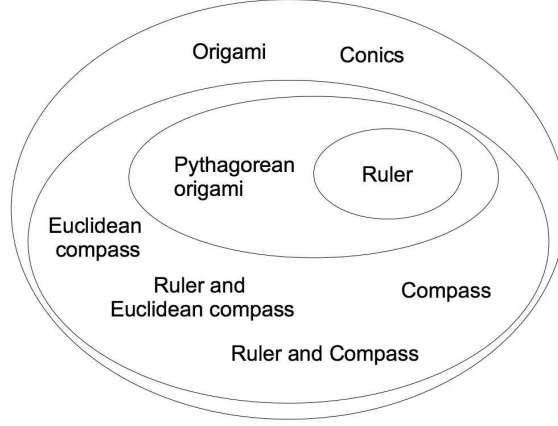 Origami
Conics
Pythagorean
origami
Ruler
Euclidean
compass
Ruler and
Euclidean compass
Compass
Ruler and Compass